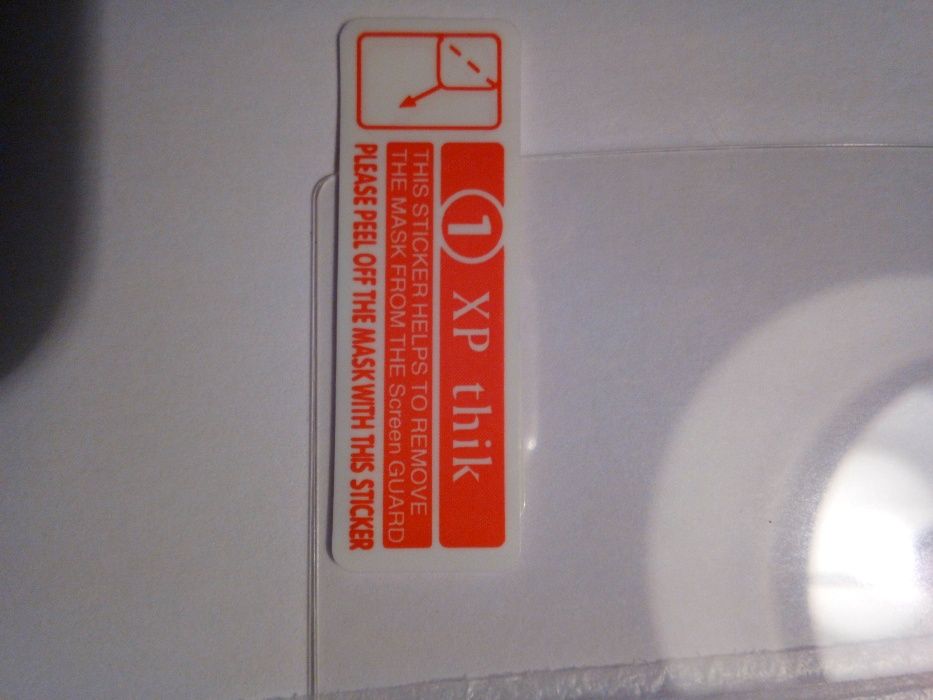 1 XP thik
THIS STICKER HELPS TO REMOVE
THE MASK FROM THE Screen GUARD
PLEASE PEEL OFF THE MASK WITH THIS STICKER